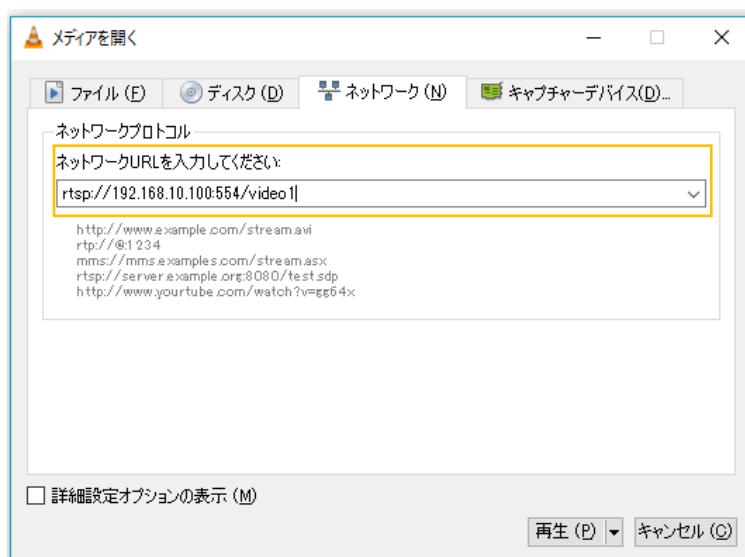 メディアを開く
ファイル (F) ディスク (D) ネットワーク (N) キャプチャーデバイス(D)...
ネットワークプロトコル
ネットワークURLを入力してください:
rtsp://192.168.10.100:554/video1
http://www.example.com/stream.avi
rtp://@:1234
mms://mms.examples.com/stream.asx
rtsp://server.example.org:8080/test.sdp
http://www.yourtube.com/watch?v=gg64x
詳細設定オプションの表示 (M)
再生 (P) キャンセル (C)